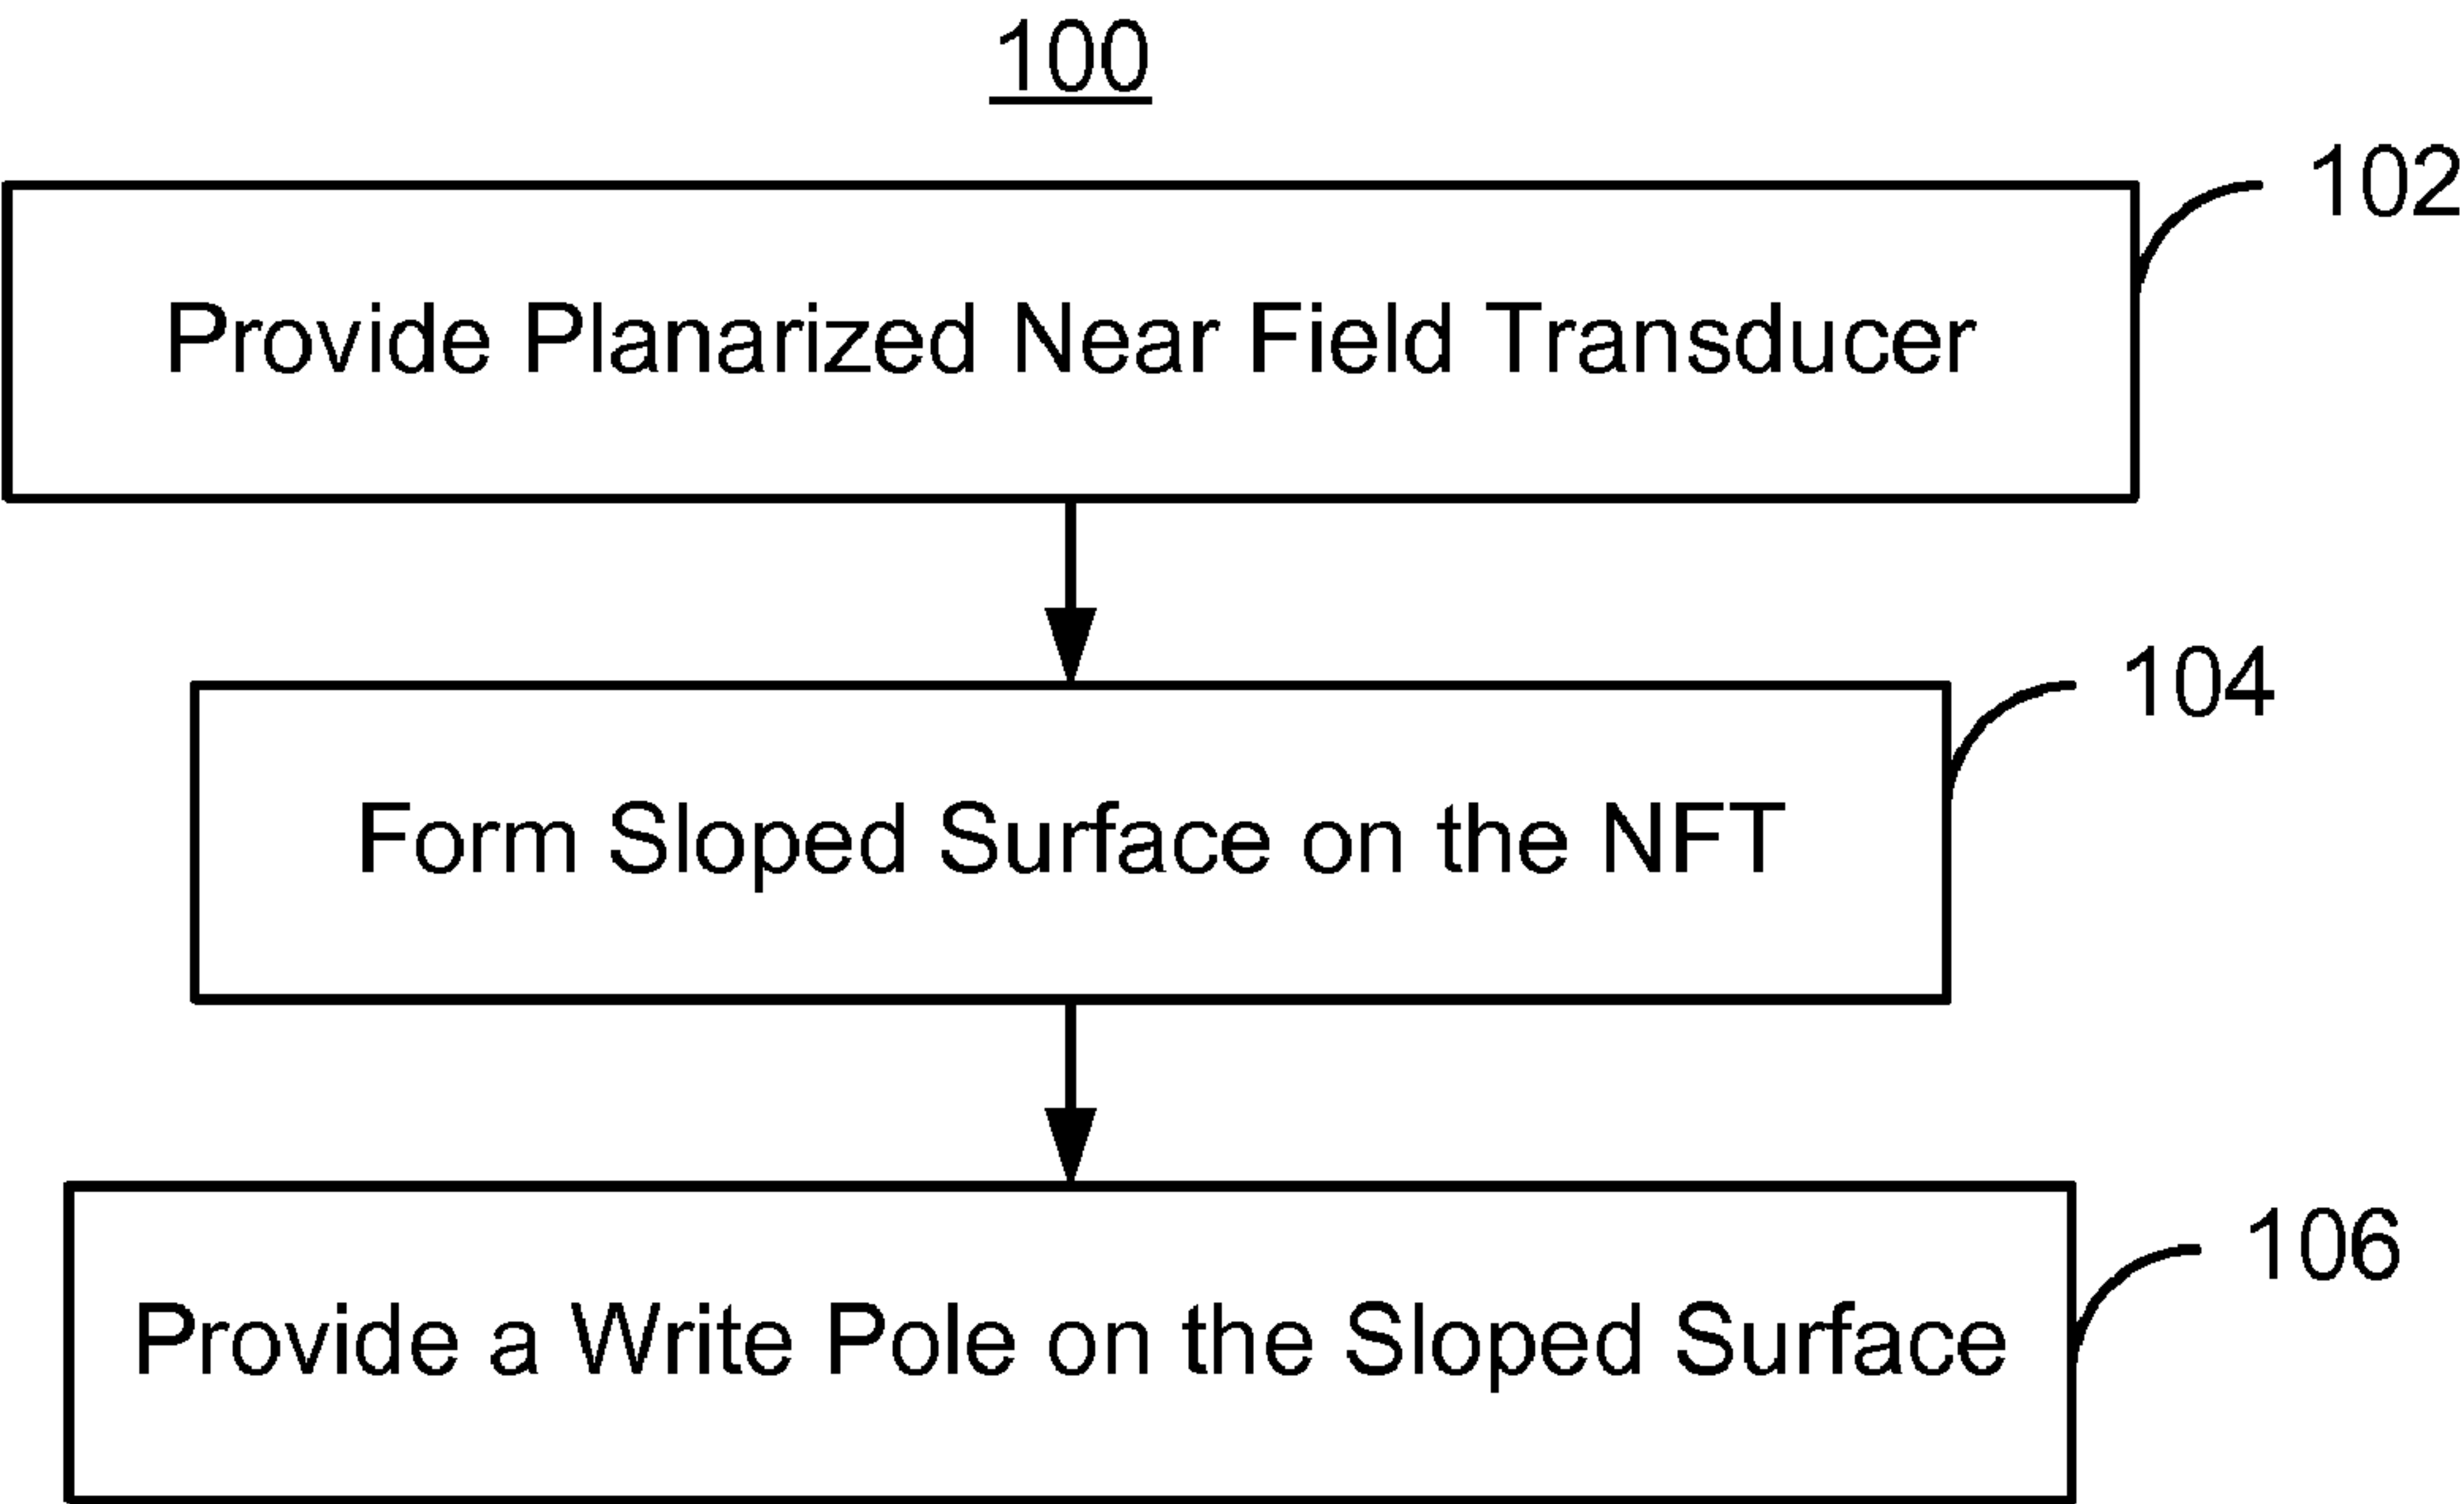 100
102
Provide Planarized Near Field Transducer
104
Form Sloped Surface on the NFT
106
Provide a Write Pole on the Sloped Surface